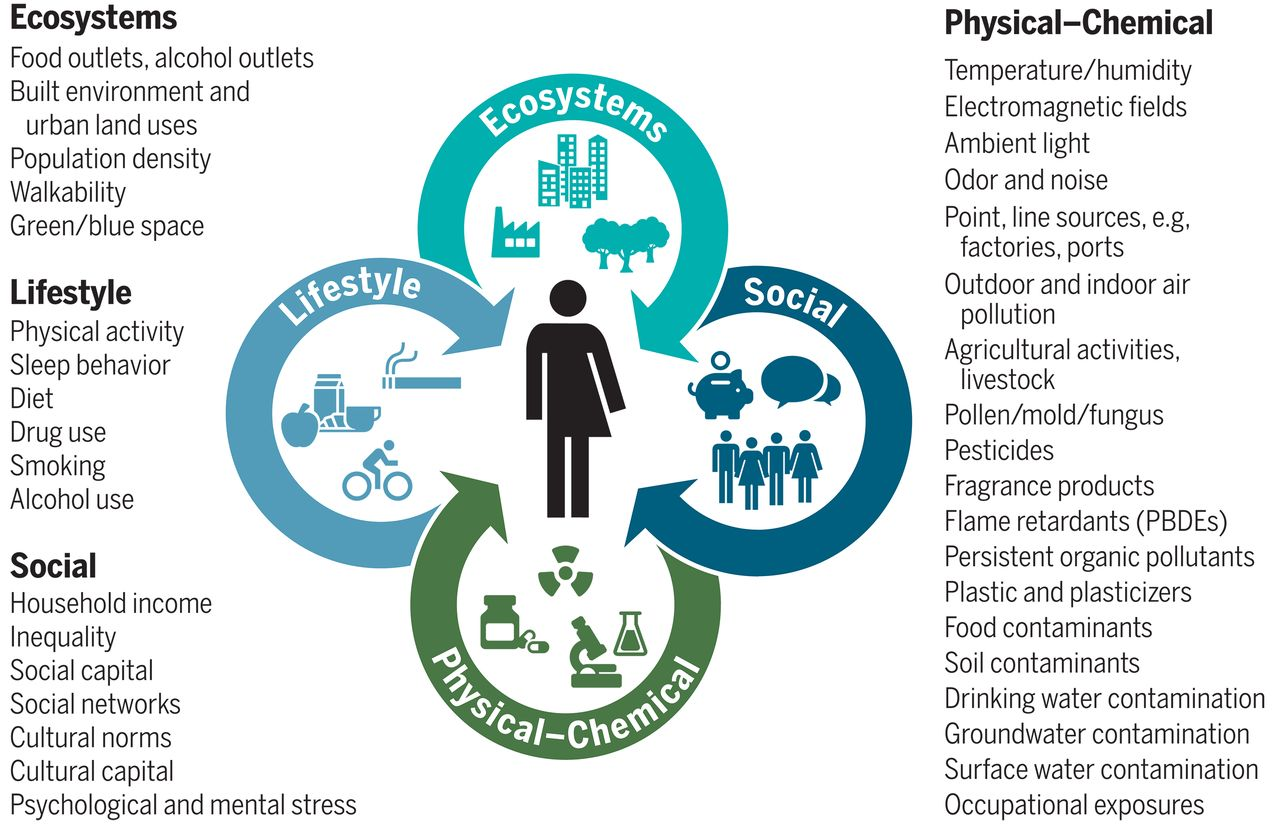 Ecosystems
Food outlets, alcohol outlets
Built environment and
urban land uses
Population density
Walkability
Green/blue space
Lifestyle
Physical activity
Sleep behavior
Diet
Drug use
Smoking
Alcohol use
Social
Household income
Inequality
Social capital
Social networks
Cultural norms
Cultural capital
Psychological and mental stress
Ecosystems
Lifestyle
Social
Physical–Chemical
Physical–Chemical
Temperature/humidity
Electromagnetic fields
Ambient light
Odor and noise
Point, line sources, e.g,
factories, ports
Outdoor and indoor air
pollution
Agricultural activities,
livestock
Pollen/mold/fungus
Pesticides
Fragrance products
Flame retardants (PBDEs)
Persistent organic pollutants
Plastic and plasticizers
Food contaminants
Soil contaminants
Drinking water contamination
Groundwater contamination
Surface water contamination
Occupational exposures